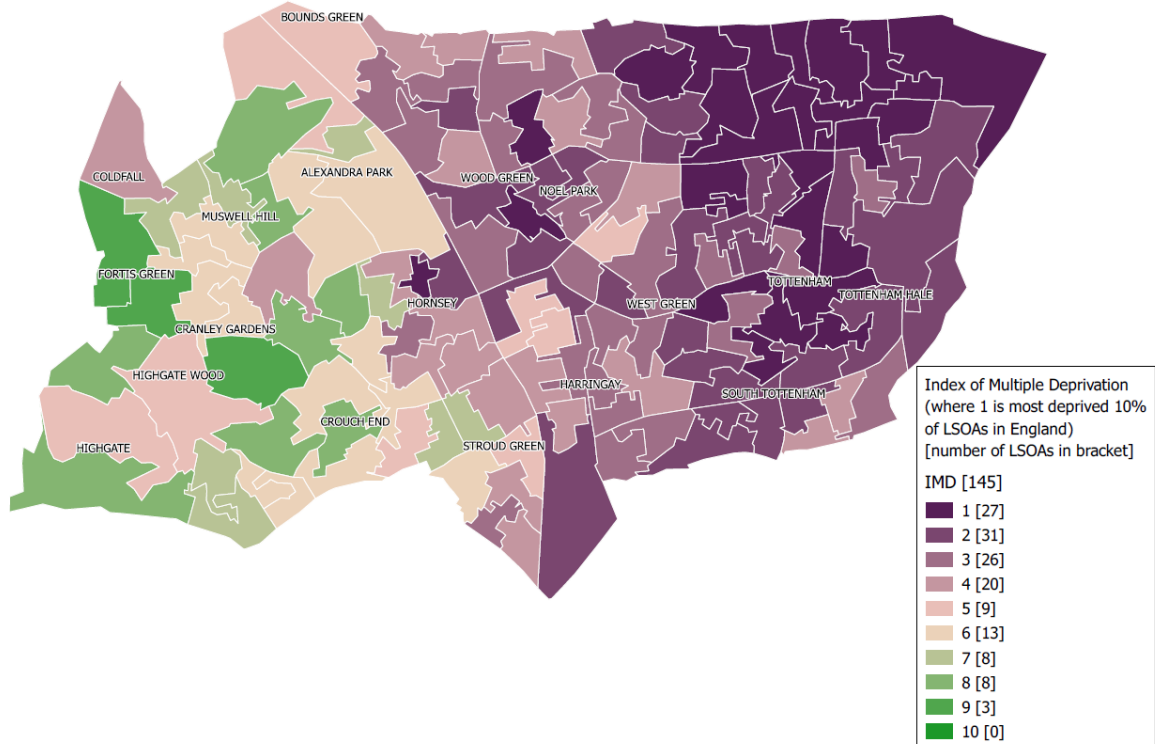 BOUNDS GREEN
COLDFALL
ALEXANDRA PARK
WOOD GREEN
NOEL PARK
MUSWELL HILL
FORTIS GREEN
TOTTENHAM
TOTTENHAM HALE
HORNSEY
WEST GREEN
CRANLEY GARDENS
HIGHGATE WOOD
HARRINGAY
SOUTH TOTTENHAM
CROUCH END
HIGHGATE
STROUD GREEN
Index of Multiple Deprivation
(where 1 is most deprived 10%
of LSOAs in England)
[number of LSOAs in bracket]
IMD [145]
1 [27]
2 [31]
3 [26]
4 [20]
5 [9]
6 [13]
7 [8]
8 [8]
9 [3]
10 [0]